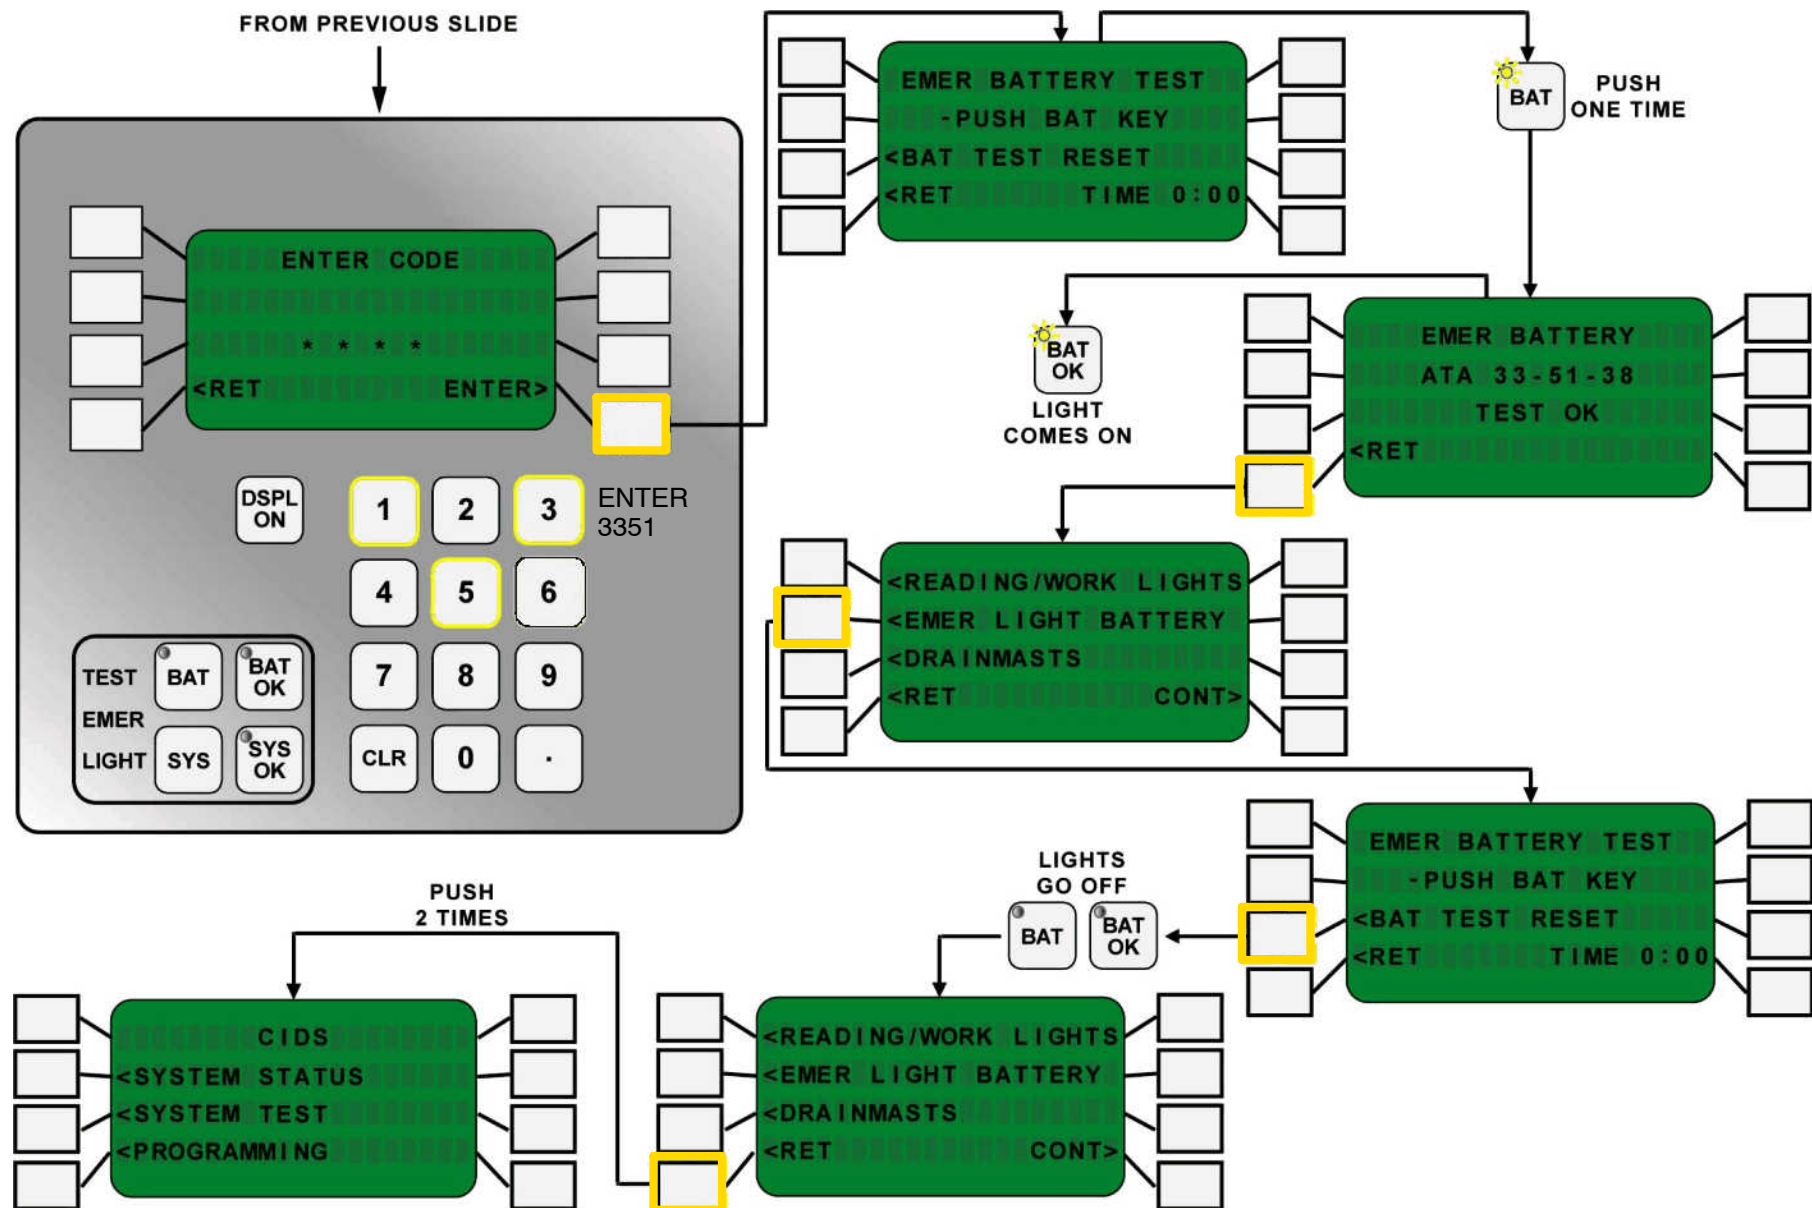 FROM PREVIOUS SLIDE
ENTER CODE
* * * *
<RET ENTER>
DSPL
ON
1 2 3
ENTER
3351
4 5 6
7 8 9
CLR 0 .
TEST
EMER
LIGHT
BAT
BAT
OK
SYS
SYS
OK
EMER BATTERY TEST
-PUSH BAT KEY
<BAT TEST RESET
<RET TIME 0:00
BAT
PUSH
ONE TIME
EMER BATTERY
ATA 33-51-38
TEST OK
<RET
BAT
OK
LIGHT
COMES ON
<READING/WORK LIGHTS
<EMER LIGHT BATTERY
<DRAINMASTS
<RET CONT>
EMER BATTERY TEST
-PUSH BAT KEY
<BAT TEST RESET
<RET TIME 0:00
LIGHTS
GO OFF
BAT
BAT
OK
<READING/WORK LIGHTS
<EMER LIGHT BATTERY
<DRAINMASTS
<RET CONT>
PUSH
2 TIMES
CIDS
<SYSTEM STATUS
<SYSTEM TEST
<PROGRAMMING